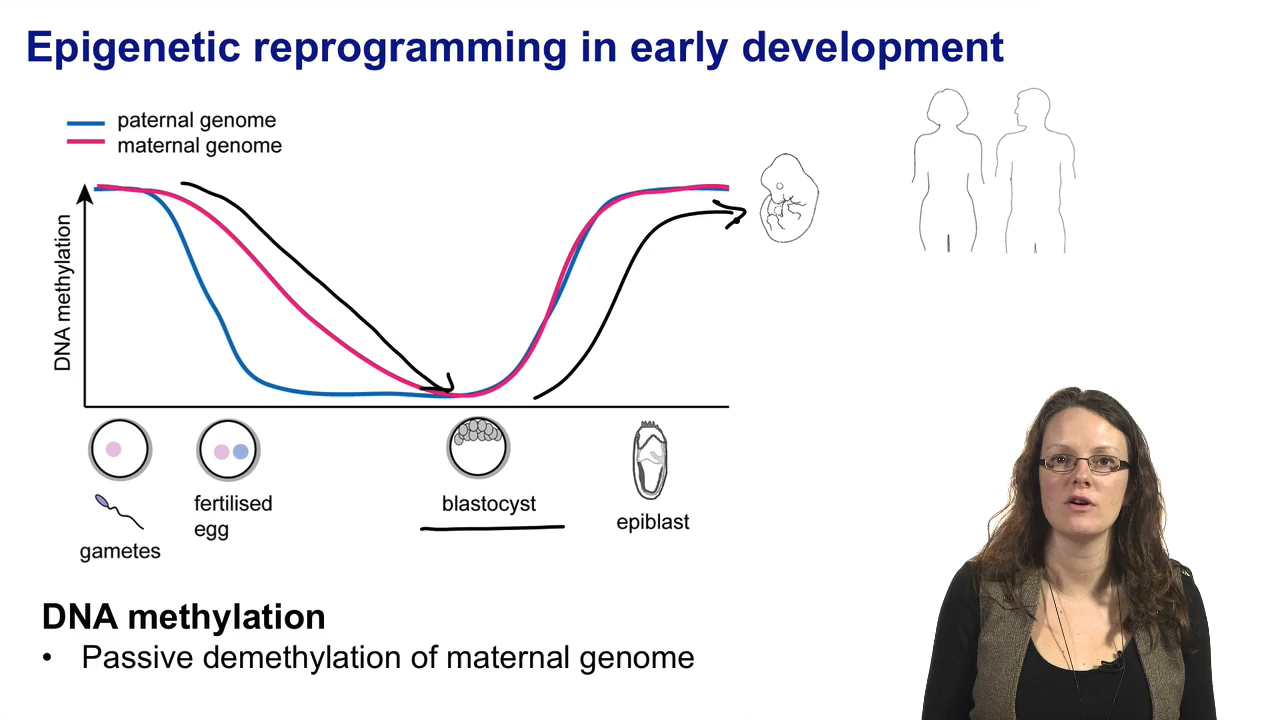 Epigenetic reprogramming in early development
paternal genome
maternal genome
DNA methylation
fertilised
egg
blastocyst
epiblast
gametes
DNA methylation
• Passive demethylation of maternal genome